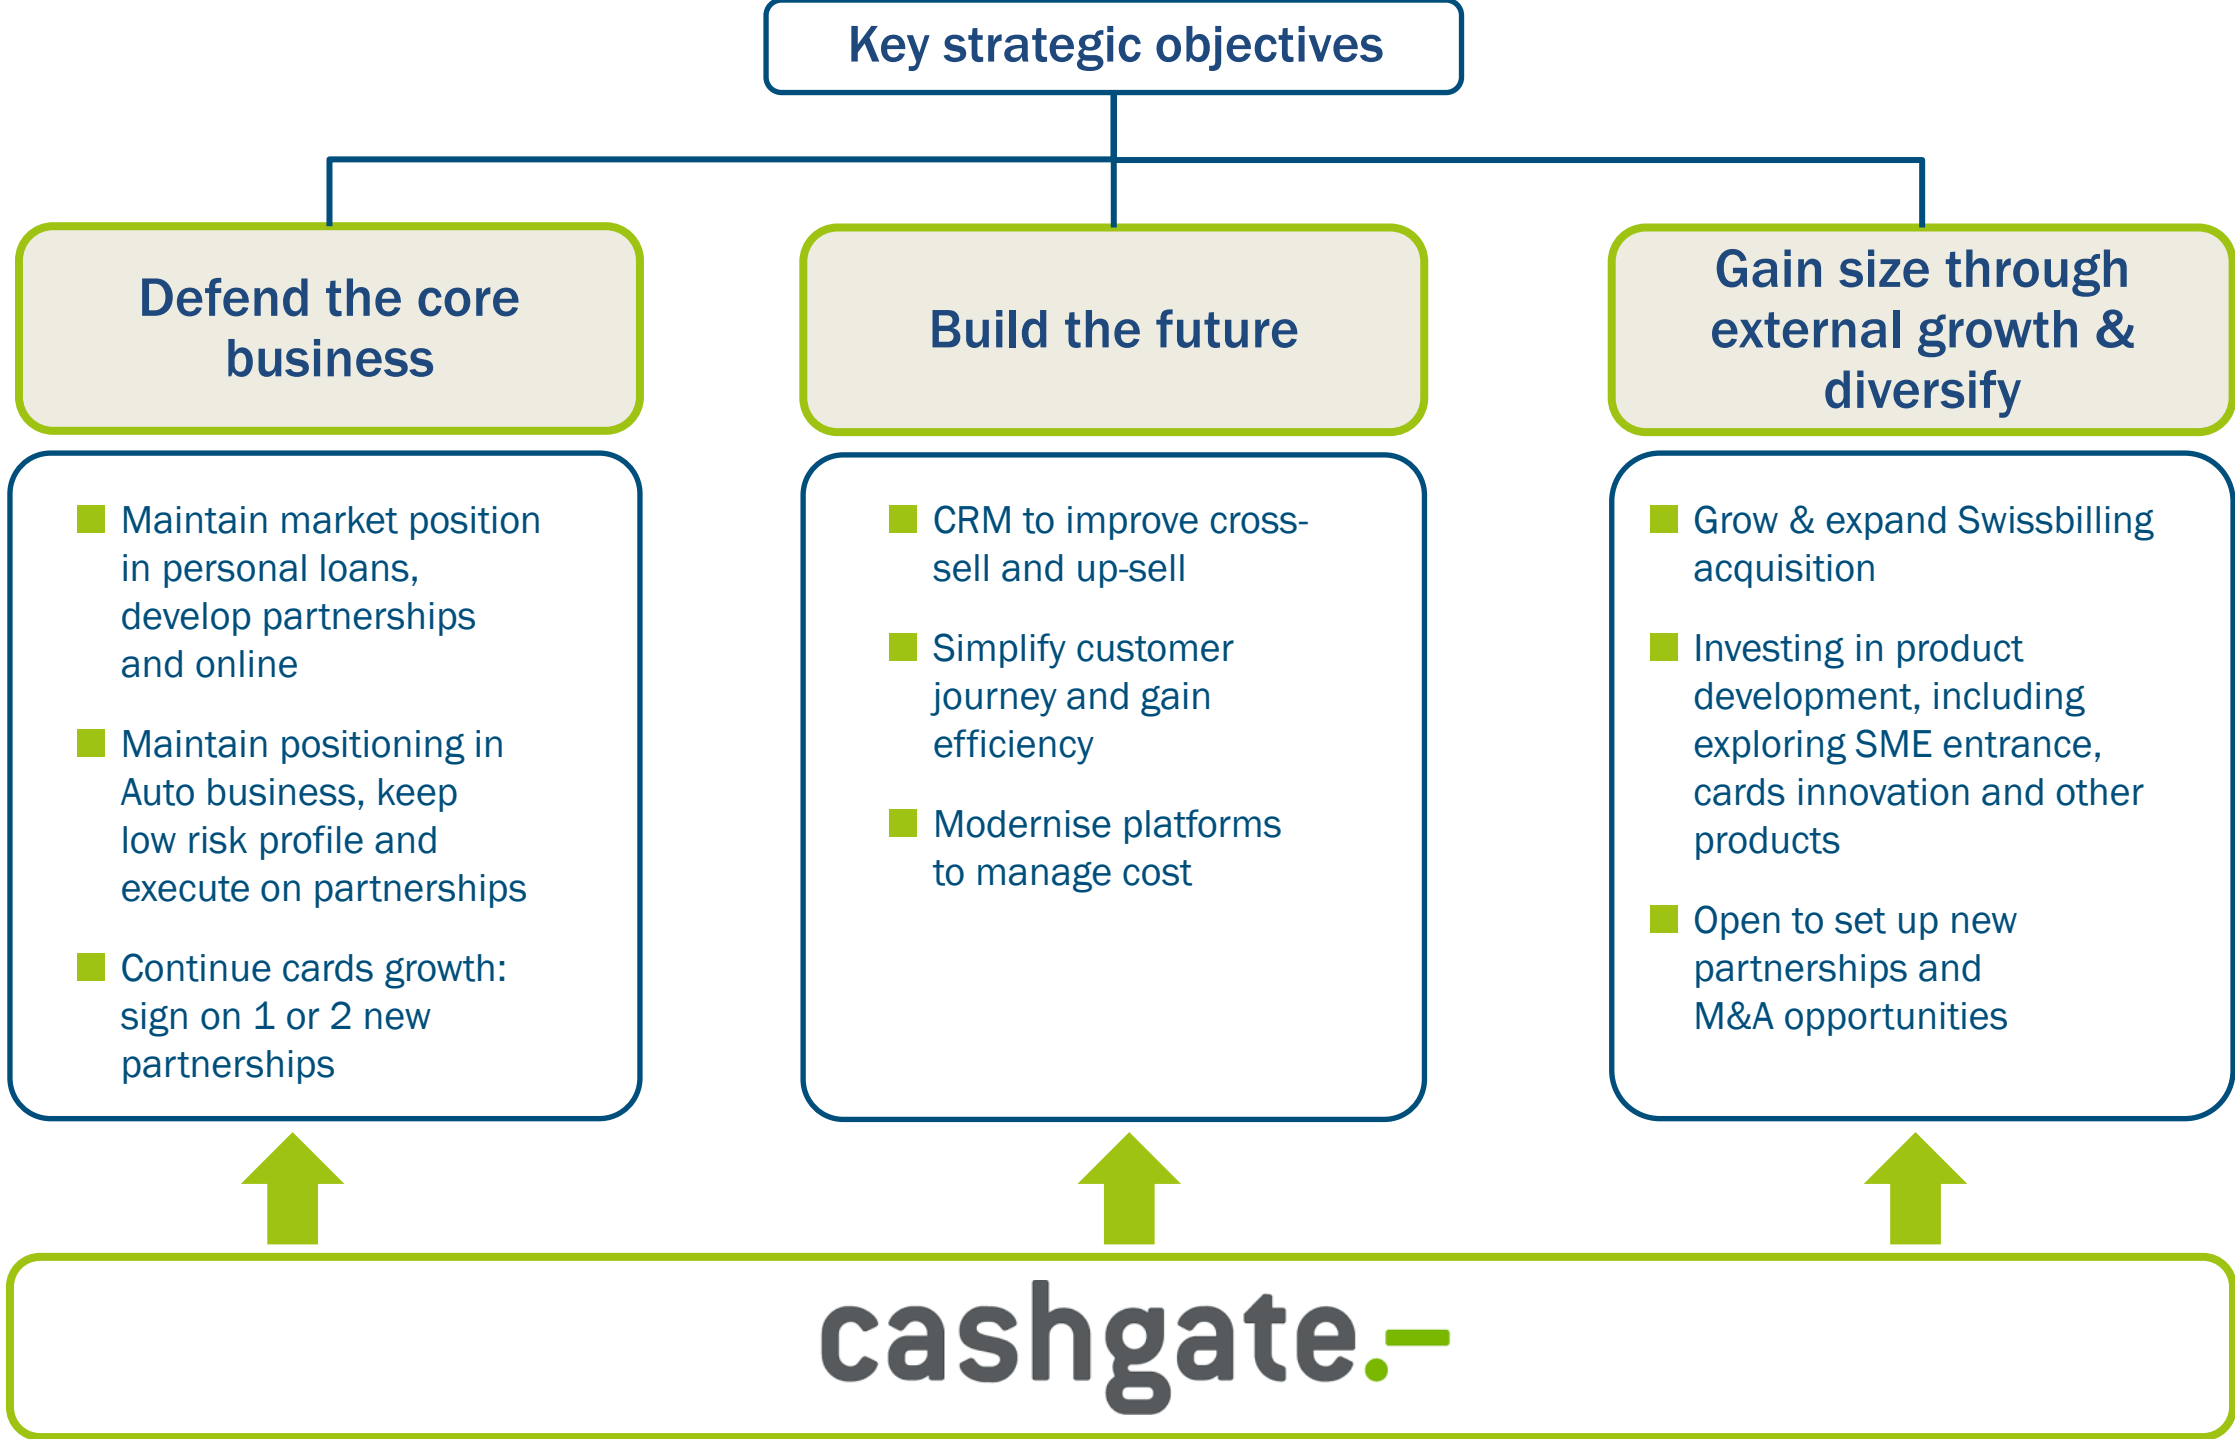 Key strategic objectives
Defend the core
business
Maintain market position
in personal loans,
develop partnerships
and online
Maintain positioning in
Auto business, keep
low risk profile and
execute on partnerships
Continue cards growth:
sign on 1 or 2 new
partnerships
Build the future
CRM to improve cross-
sell and up-sell
Simplify customer
journey and gain
efficiency
Modernise platforms
to manage cost
Gain size through
external growth &
diversify
Grow & expand Swissbilling
acquisition
Investing in product
development, including
exploring SME entrance,
cards innovation and other
products
Open to set up new
partnerships and
M&A opportunities
cashgate.–